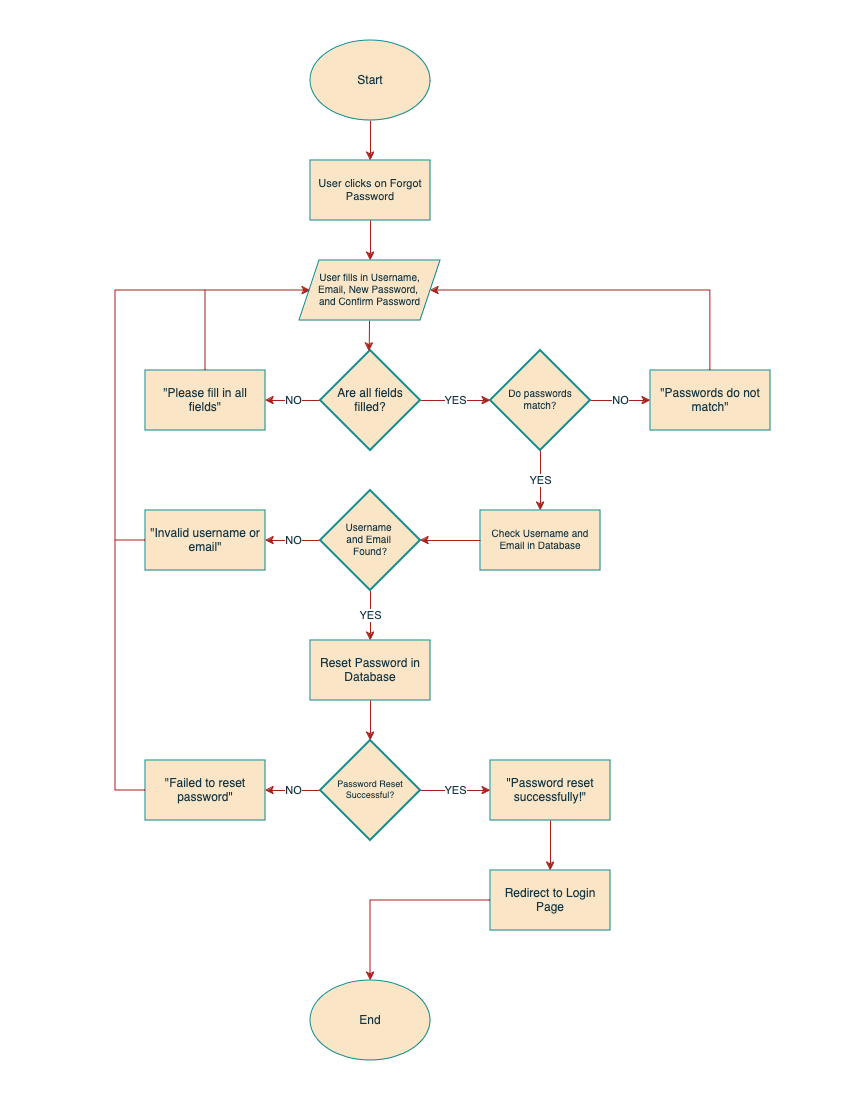 Start
User clicks on Forgot
Password
User fills in Username,
Email, New Password,
and Confirm Password
"Please fill in all
fields"
NO
Are all fields
filled?
YES
Do passwords
match?
NO
"Passwords do not
match"
YES
"Invalid username or
email"
NO
Username
and Email
Found?
Check Username and
Email in Database
YES
Reset Password in
Database
"Failed to reset
password"
NO
Password Reset
Successful?
YES
"Password reset
successfully!"
Redirect to Login
Page
End